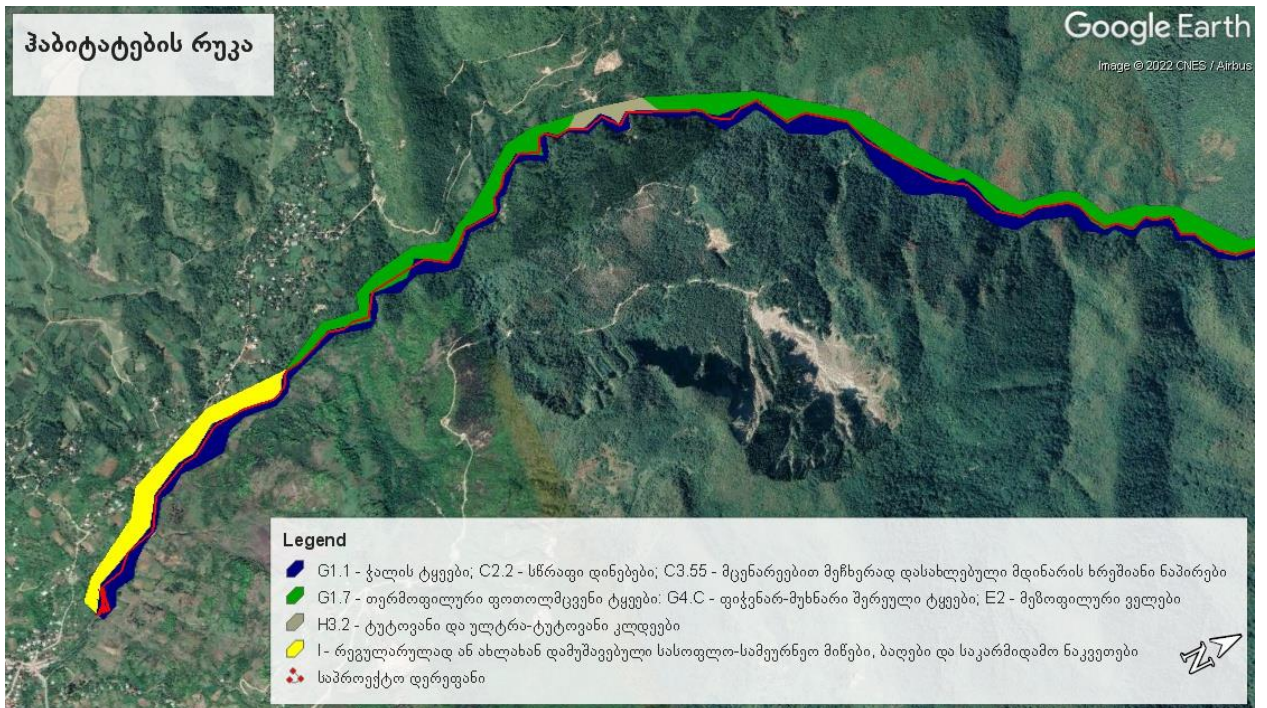 ჰაბიტატების რუკა
Google Earth
Image © 2022 CNES / Airbus
Legend
G1.1 - ჭალის ტყეები; C2.2 - სწრაფი დინებები; C3.55 - მცენარეებით მეჩხერად დასახლებული მდინარის ხრეშიანი ნაპირები
G1.7 - თერმოფილური ფოთოლმცვენი ტყეები: G4.C - ფიჭვნარ-მუხნარი შერეული ტყეები; E2 - მეზოფილური ველები
H3.2 - ტუტოვანი და ულტრა-ტუტოვანი კლდეები
I - რეგულარულად ან ახლახან დამუშავებული სასოფლო-სამეურნეო მიწები, ბაღები და საკარმიდამო ნაკვეთები
საპროექტო დერეფანი
N